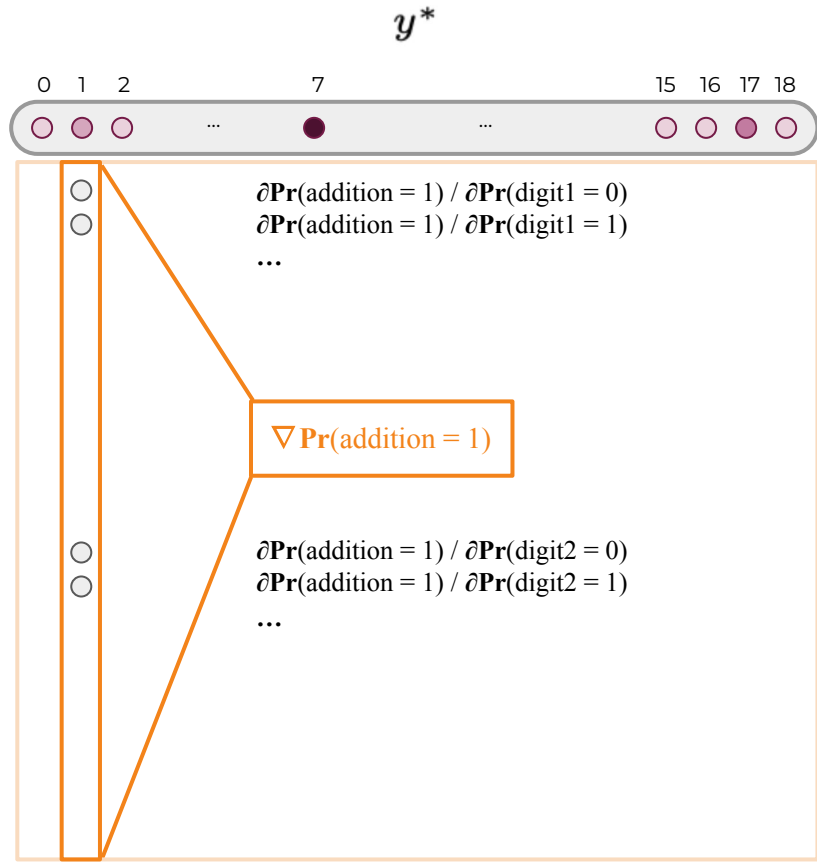 y*
0 1 2 7 15 16 17 18
... ...
∂Pr(addition = 1) / ∂Pr(digit1 = 0)
∂Pr(addition = 1) / ∂Pr(digit1 = 1)
...
∇Pr(addition = 1)
∂Pr(addition = 1) / ∂Pr(digit2 = 0)
∂Pr(addition = 1) / ∂Pr(digit2 = 1)
...